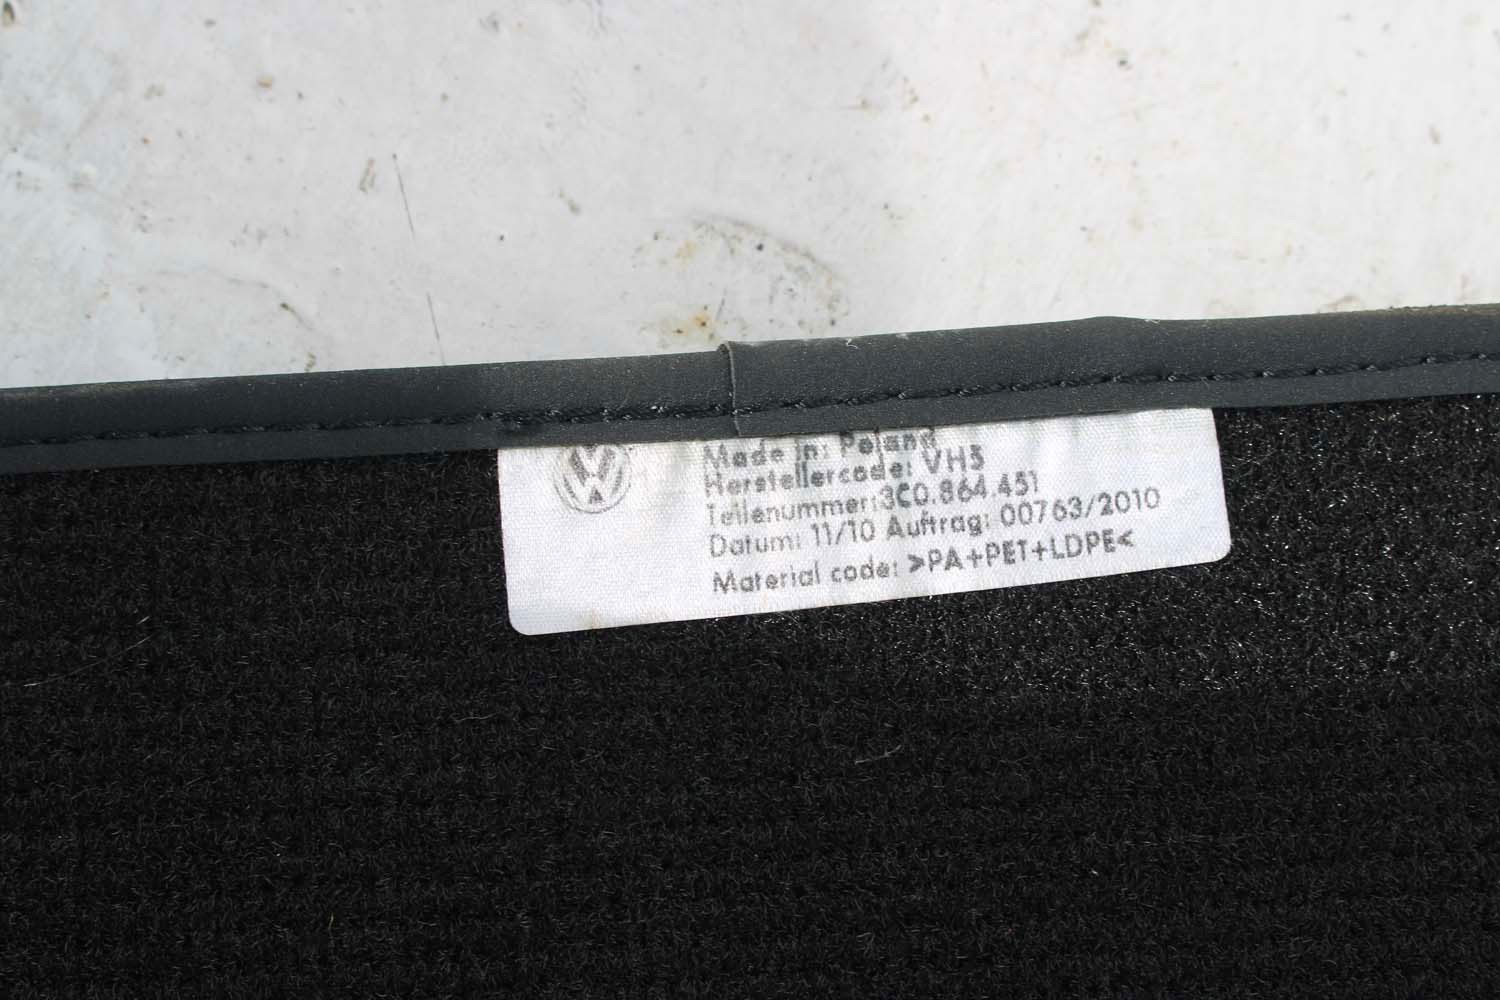 Made in: Poland
Herstellercode: VH5
Teilenummer:3C0.864.451
Datum: 11/10 Auftrag: 00763/2010
Material code: >PA+PET+LDPE<